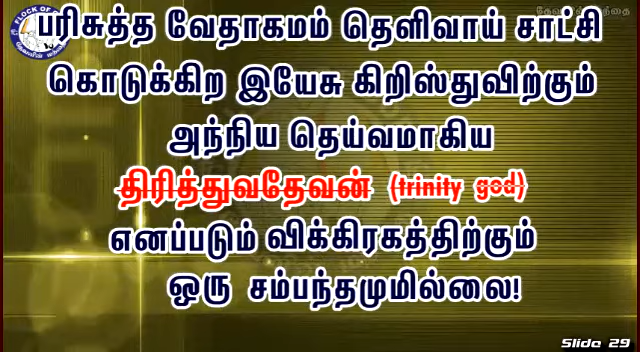 பரிசுத்த வேதாகமம் தெளிவாய் சாட்சி
கொடுக்கிற இயேசு கிறிஸ்துவிற்கும்
அந்நிய தெய்வமாகிய
திரித்துவதேவன் (trinity god)
எனப்படும் விக்கிரகத்திற்கும்
ஒரு சம்பந்தமுமில்லை!
Slide 29